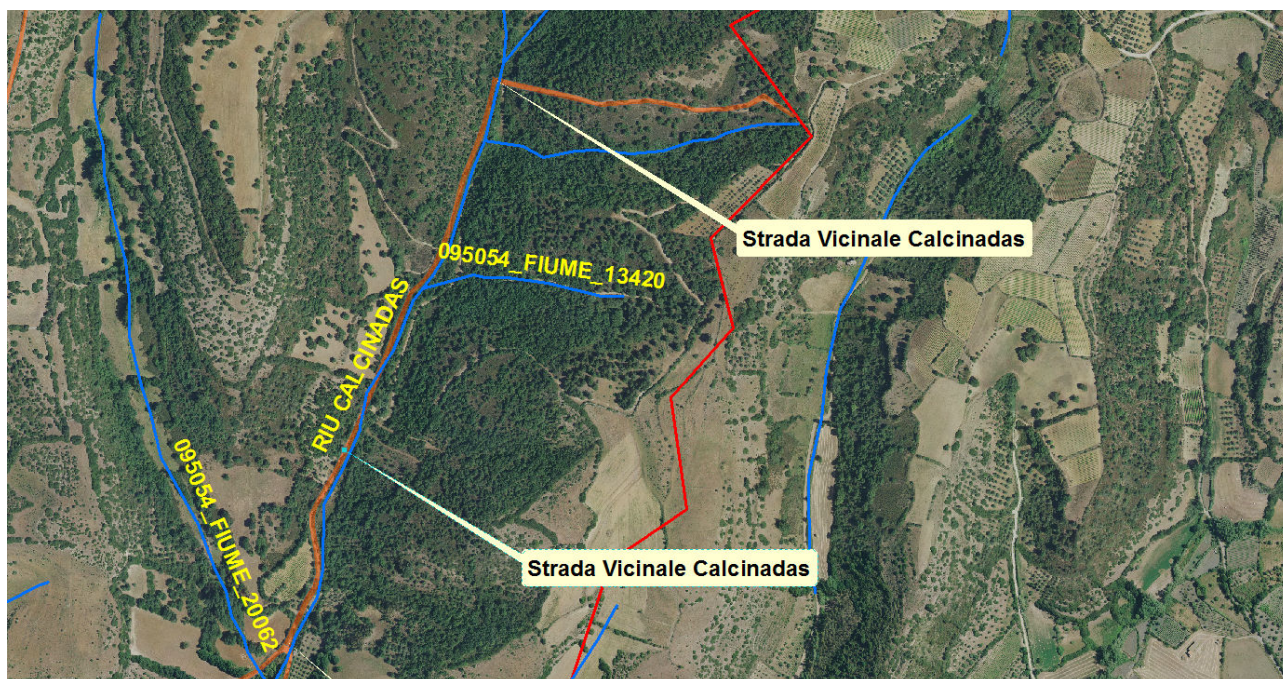 Strada Vicinale Calcinadas
095054_FIUME_13420
RIU CALCINADAS
095054_FIUME_20062
Strada Vicinale Calcinadas